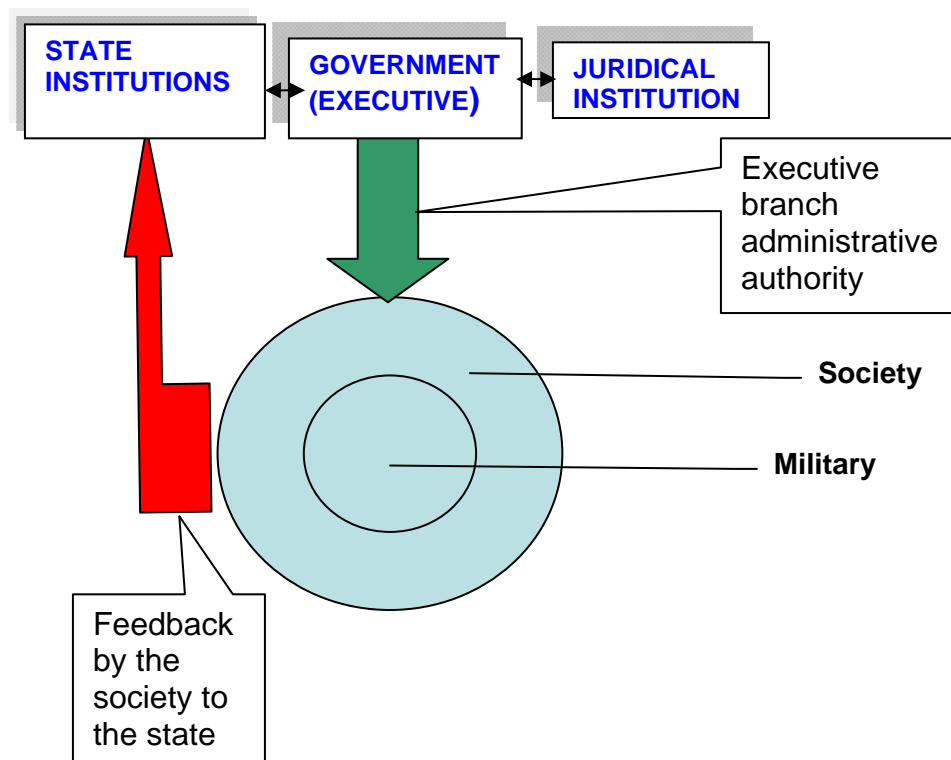 STATE
INSTITUTIONS
GOVERNMENT
(EXECUTIVE)
JURIDICAL
INSTITUTION
Executive
branch
administrative
authority
Society
Military
Feedback
by the
society to
the state